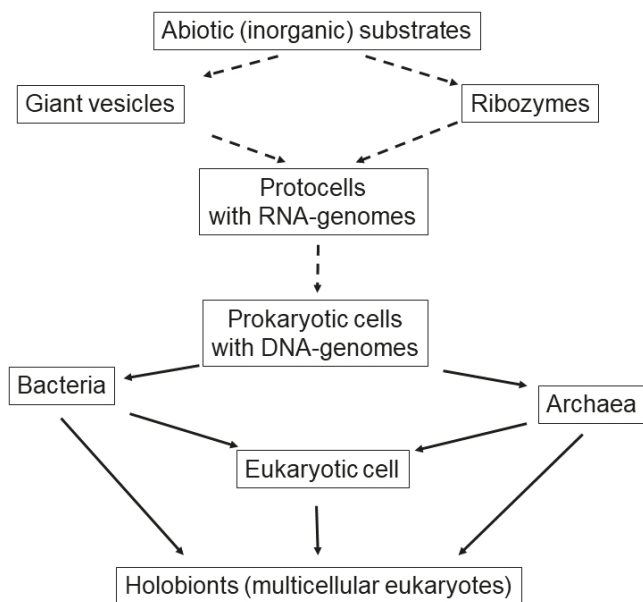 Abiotic (inorganic) substrates
Giant vesicles
Ribozymes
Protocells
with RNA-genomes
Prokaryotic cells
with DNA-genomes
Bacteria
Archaea
Eukaryotic cell
Holobionts (multicellular eukaryotes)